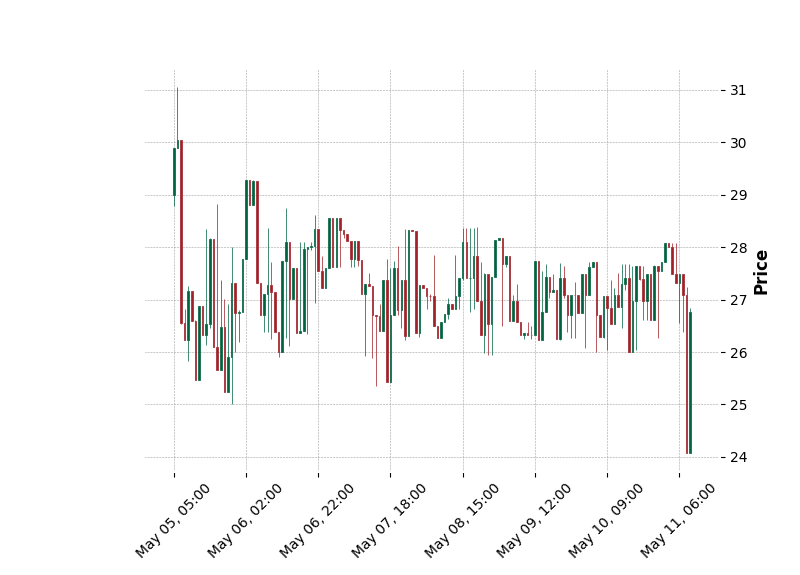 31
30
29
28
27
26
25
24
Price
May 05, 05:00
May 06, 02:00
May 06, 22:00
May 07, 18:00
May 08, 15:00
May 09, 12:00
May 10, 09:00
May 11, 06:00